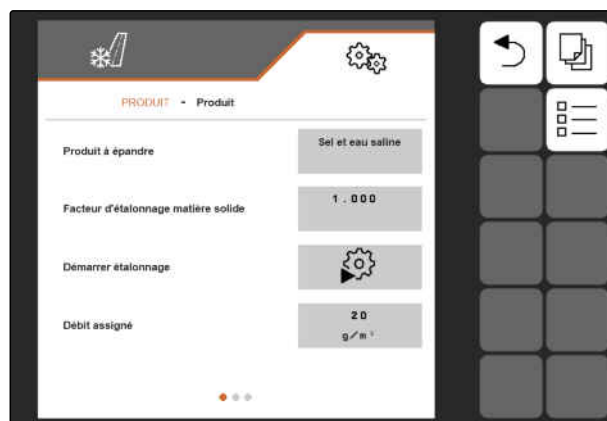 PRODUIT - Produit
Produit à épandre
Sel et eau saline
Facteur d'étalonnage matière solide
1.000
Démarrer étalonnage
Débit assigné
20
g/m²